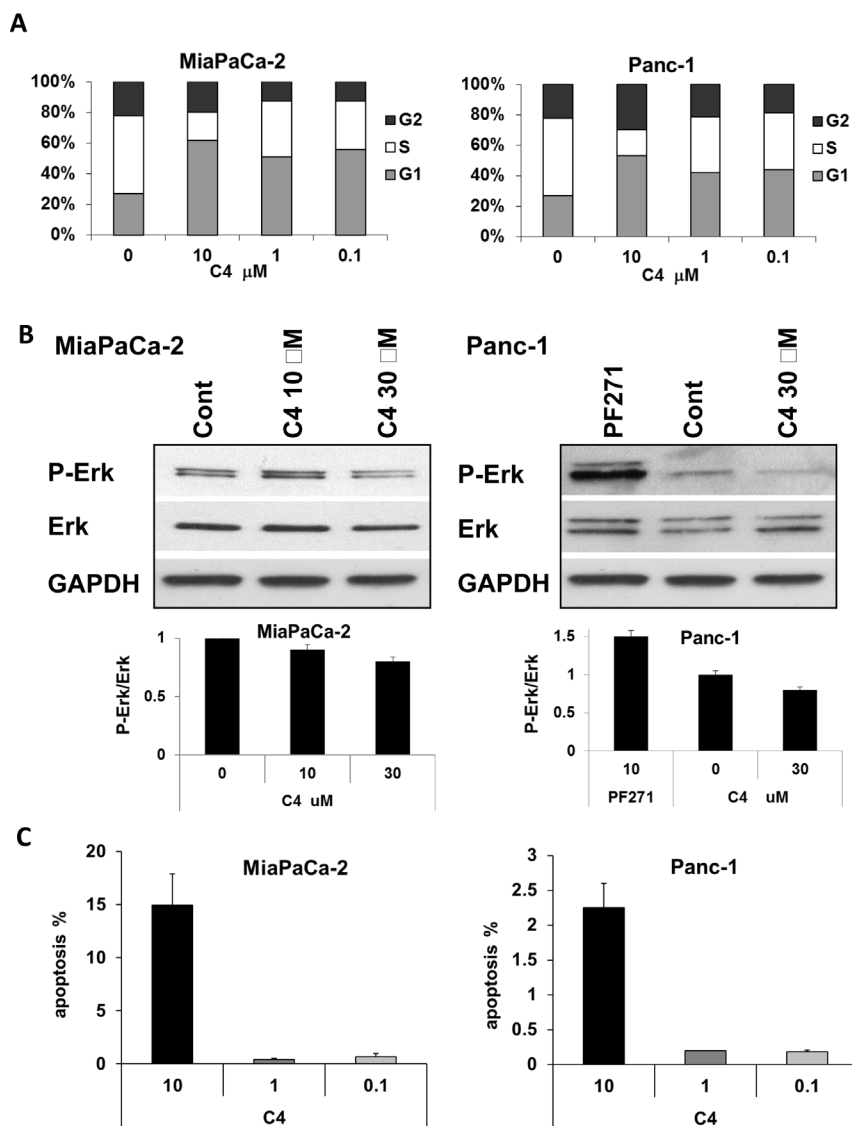 A
MiaPaCa-2
100%
80%
60%
40%
20%
0%
G2
S
G1
0 10 1 0.1
C4 μM
Panc-1
100%
80%
60%
40%
20%
0%
G2
S
G1
0 10 1 0.1
C4 μM
B
MiaPaCa-2
Cont
C4 10 □M
C4 30 □M
P-Erk
Erk
GAPDH
Panc-1
PF271
Cont
C4 30 □M
P-Erk
Erk
GAPDH
MiaPaCa-2
P-Erk/Erk
1
0.5
0
0 10 30
C4 uM
Panc-1
P-Erk/Erk
1.5
1
0.5
0
10 0 30
PF271 C4 uM
C
MiaPaCa-2
apoptosis %
20
15
10
5
0
10 1 0.1
C4
Panc-1
apoptosis %
3
2.5
2
1.5
1
0.5
0
10 1 0.1
C4